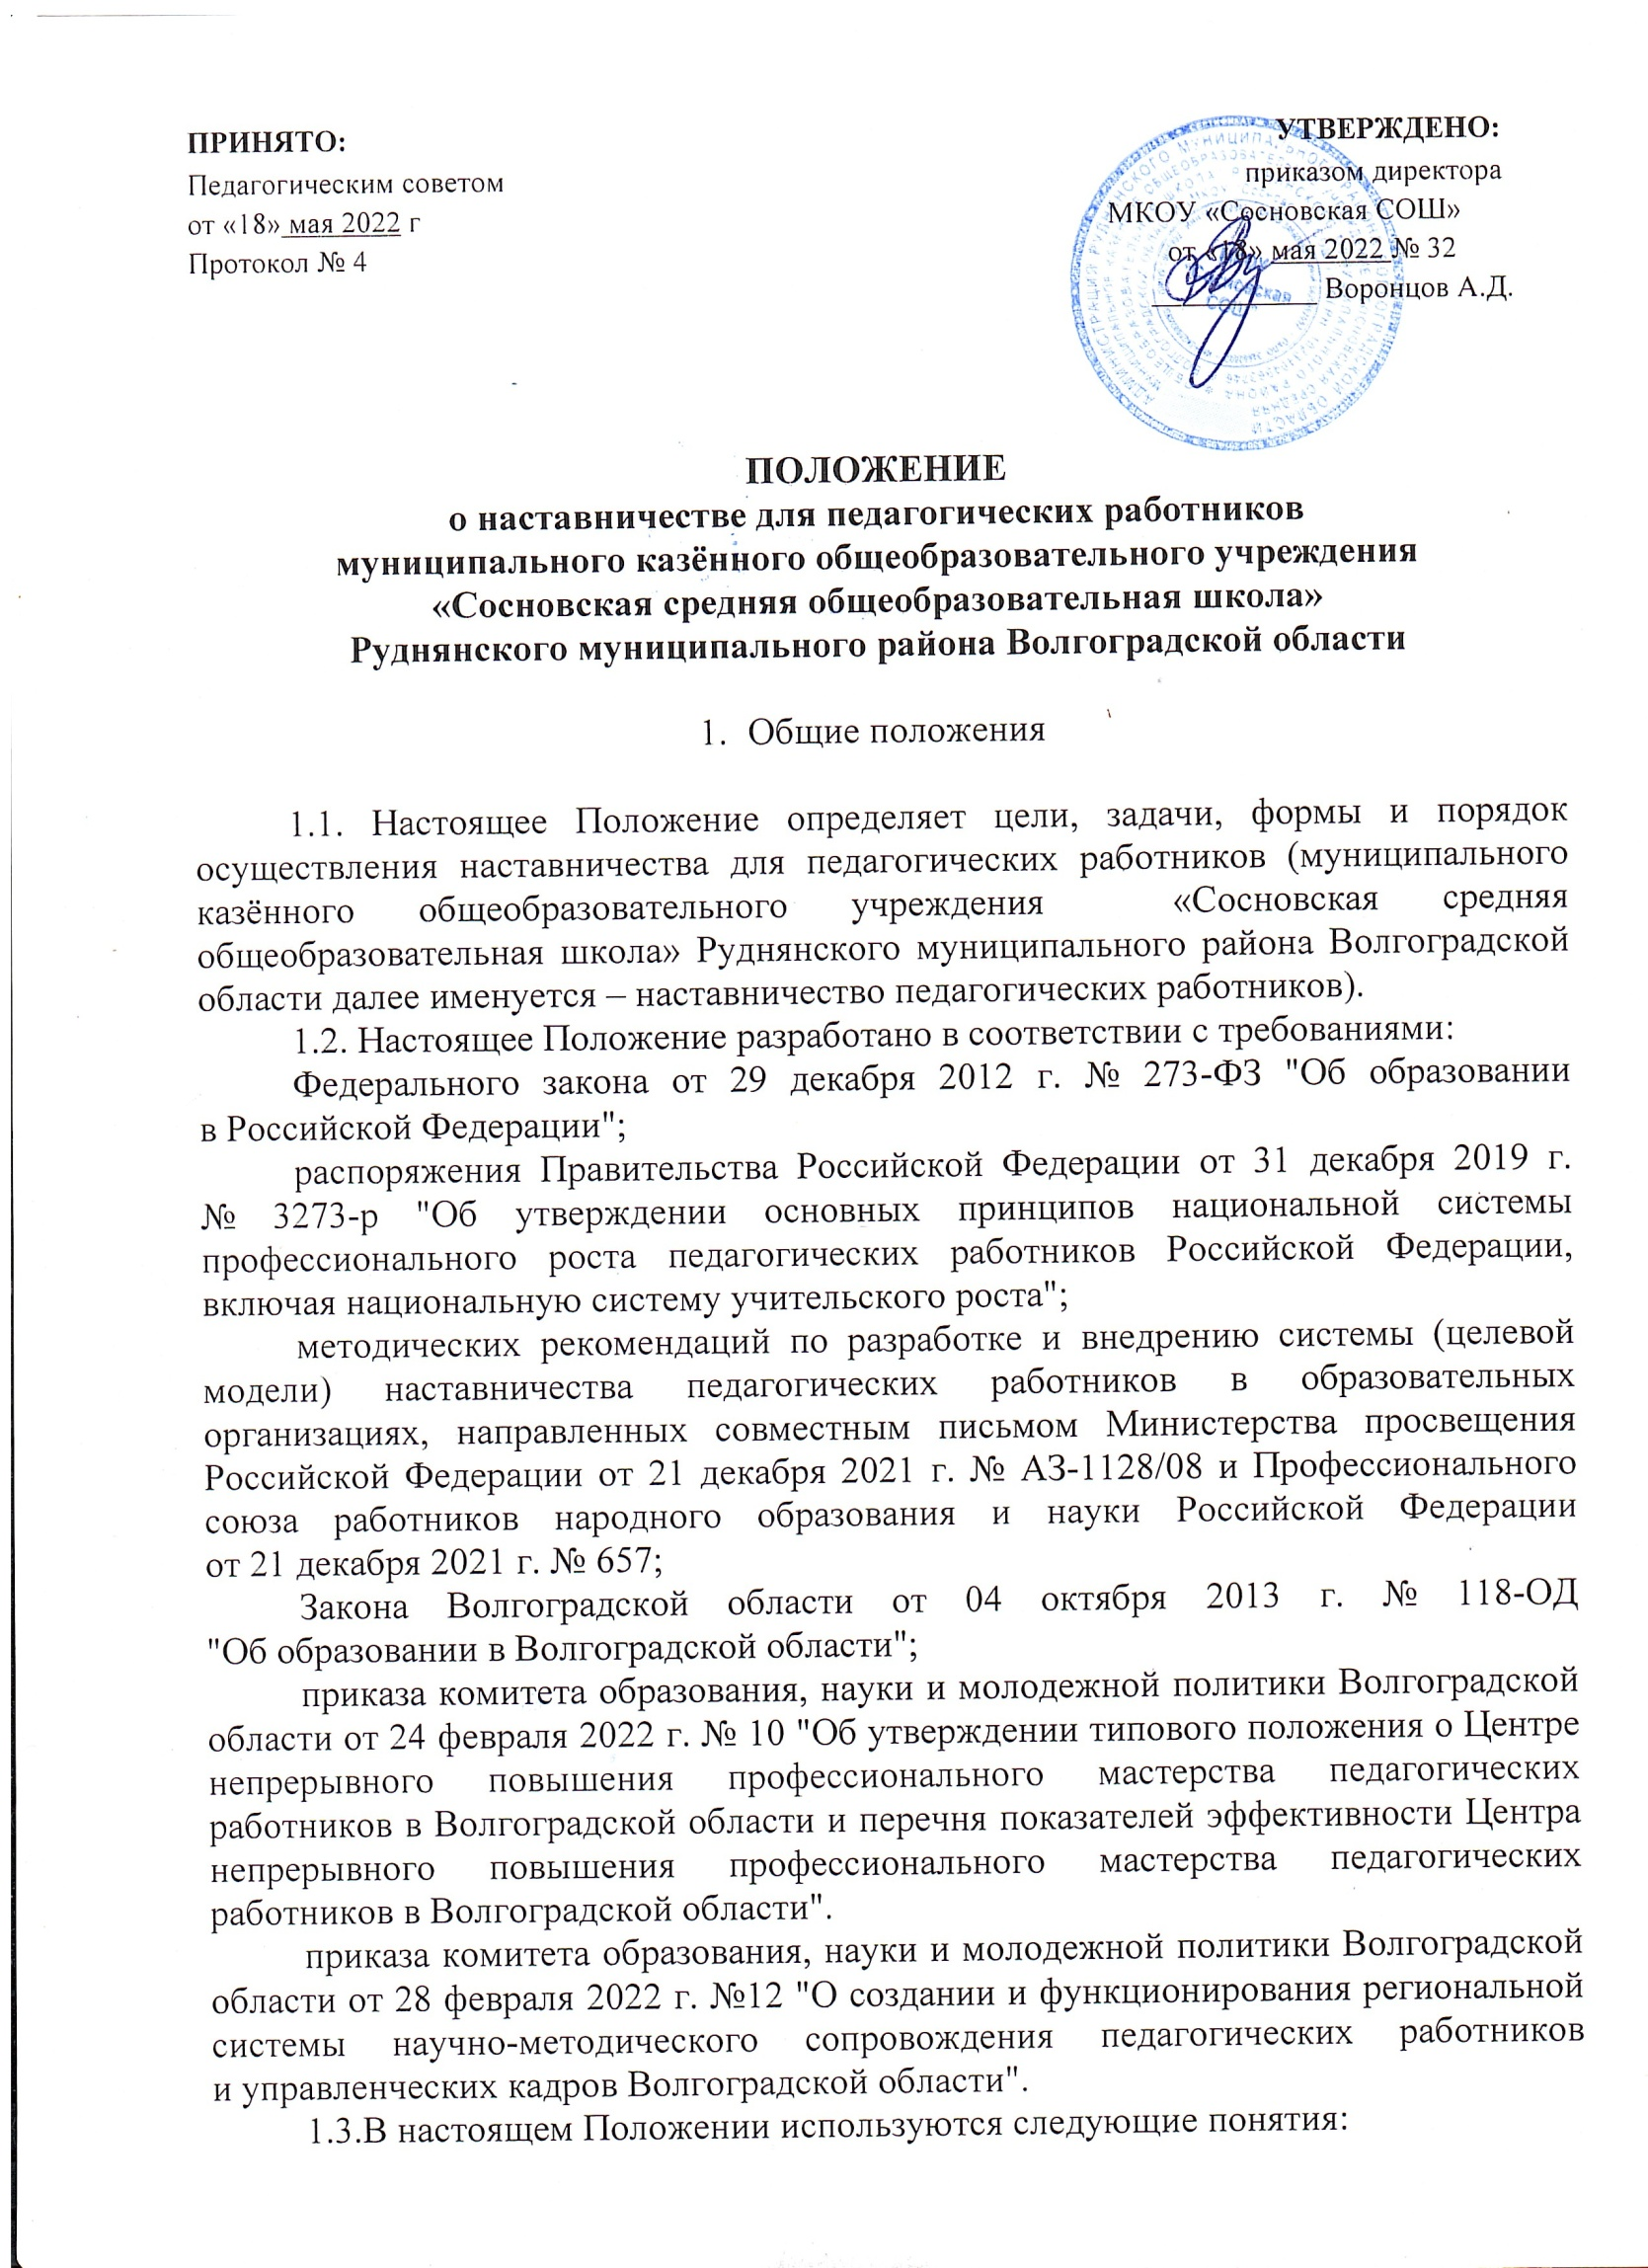 ПРИНЯТО:
Педагогическим советом
от «18» мая 2022 г
Протокол № 4
УТВЕРЖДЕНО:
приказом директора
МКОУ «Сосновская СОШ»
от «18» мая 2022 № 32
Воронцов А.Д.
ПОЛОЖЕНИЕ
о наставничестве для педагогических работников
муниципального казённого общеобразовательного учреждения
«Сосновская средняя общеобразовательная школа»
Руднянского муниципального района Волгоградской области
1. Общие положения
1.1. Настоящее Положение определяет цели, задачи, формы и порядок
осуществления наставничества для педагогических работников (муниципального
казённого общеобразовательного учреждения «Сосновская средняя
общеобразовательная школа» Руднянского муниципального района Волгоградской
области далее именуется – наставничество педагогических работников).
1.2. Настоящее Положение разработано в соответствии с требованиями:
Федерального закона от 29 декабря 2012 г. № 273-ФЗ "Об образовании
в Российской Федерации";
распоряжения Правительства Российской Федерации от 31 декабря 2019 г.
№ 3273-р "Об утверждении основных принципов национальной системы
профессионального роста педагогических работников Российской Федерации,
включая национальную систему учительского роста";
методических рекомендаций по разработке и внедрению системы (целевой
модели) наставничества педагогических работников в образовательных
организациях, направленных совместным письмом Министерства просвещения
Российской Федерации от 21 декабря 2021 г. № АЗ-1128/08 и Профессионального
союза работников народного образования и науки Российской Федерации
от 21 декабря 2021 г. № 657;
Закона Волгоградской области от 04 октября 2013 г. № 118-ОД
"Об образовании в Волгоградской области";
приказа комитета образования, науки и молодежной политики Волгоградской
области от 24 февраля 2022 г. № 10 "Об утверждении типового положения о Центре
непрерывного повышения профессионального мастерства педагогических
работников в Волгоградской области и перечня показателей эффективности Центра
непрерывного повышения профессионального мастерства педагогических
работников в Волгоградской области".
приказа комитета образования, науки и молодежной политики Волгоградской
области от 28 февраля 2022 г. №12 "О создании и функционирования региональной
системы научно-методического сопровождения педагогических работников
и управленческих кадров Волгоградской области".
1.3.В настоящем Положении используются следующие понятия: